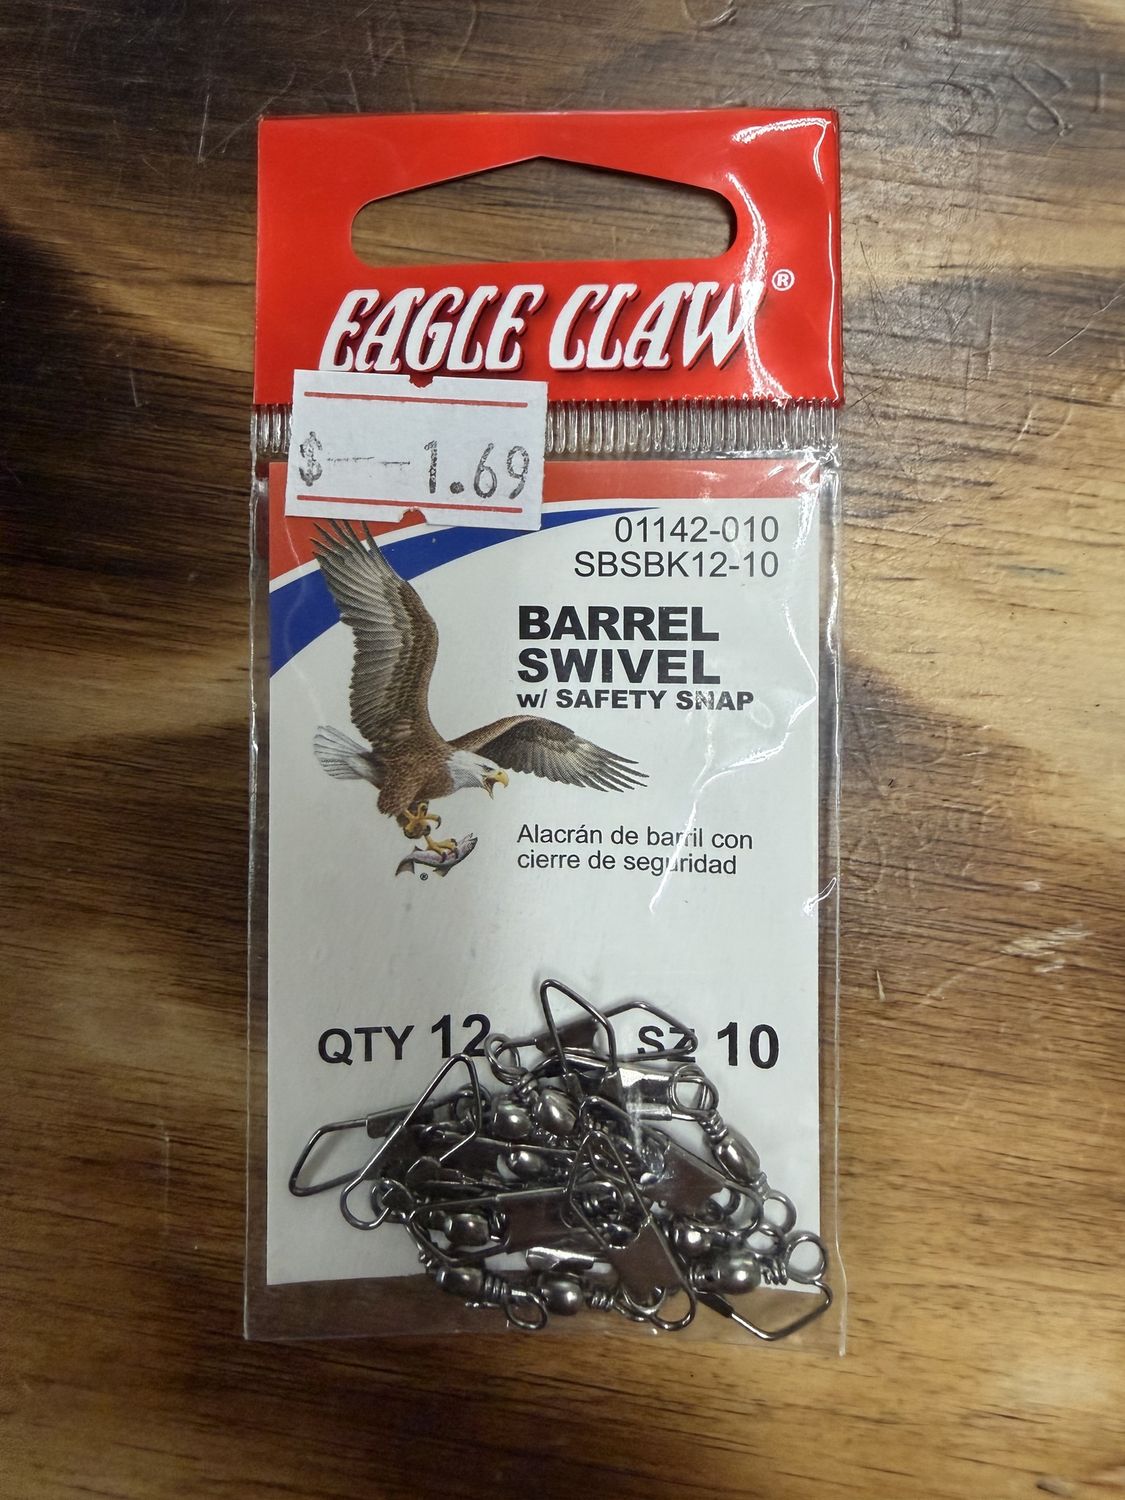 EAGLE CLAW®
$ --- 1.69
01142-010
SBSBK12-10
BARREL
SWIVEL
w/ SAFETY SNAP
Alacrán de barril con
cierre de seguridad
®
QTY 12
SZ 10